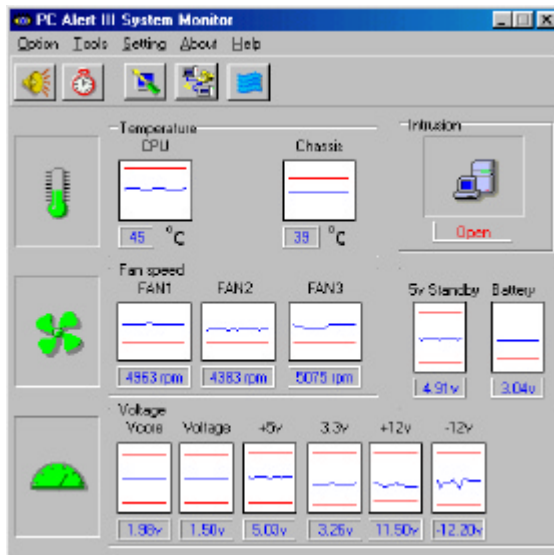 PC Alert III System Monitor
Option Tools Setting About Help
Temperature
CPU
Chassis
Intrusion
45 °C
39 °C
Open
Fan speed
FAN1 FAN2 FAN3
5v Standby Battery
4963 rpm 4383 rpm 5075 rpm
4.91v 3.04v
Voltage
Vcore Voltage +5v 3.3v +12v -12v
1.98v 1.50v 5.03v 3.26v 11.50v -12.20v